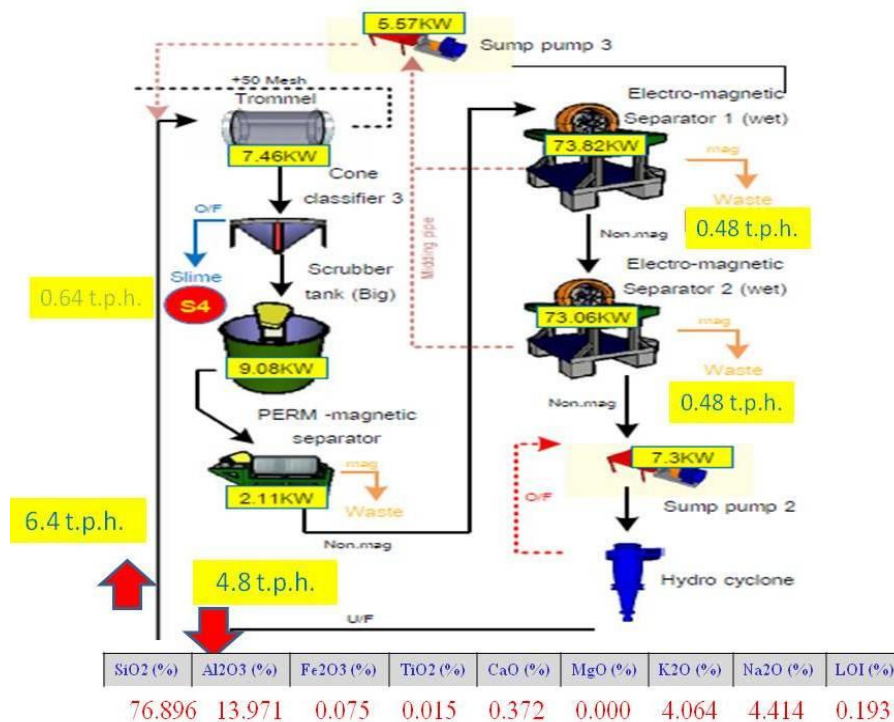 5.57KW
Sump pump 3
+50 Mesh
Trommel
7.46KW
Cone
classifier 3
O/F
Slime
S4
0.64 t.p.h.
Scrubber
tank (Big)
9.08KW
PERM -magnetic
separator
mag
2.11KW
Waste
Non.mag
6.4 t.p.h.
4.8 t.p.h.
Midding pipe
Electro-magnetic
Separator 1 (wet)
73.82KW
mag
Waste
0.48 t.p.h.
Non.mag
Electro-magnetic
Separator 2 (wet)
73.06KW
mag
Waste
0.48 t.p.h.
Non.mag
7.3KW
O/F
Sump pump 2
Hydro cyclone
U/F
SiO2 (%) Al2O3 (%) Fe2O3 (%) TiO2 (%) CaO (%) MgO (%) K2O (%) Na2O (%) LOI (%)
76.896 13.971 0.075 0.015 0.372 0.000 4.064 4.414 0.193